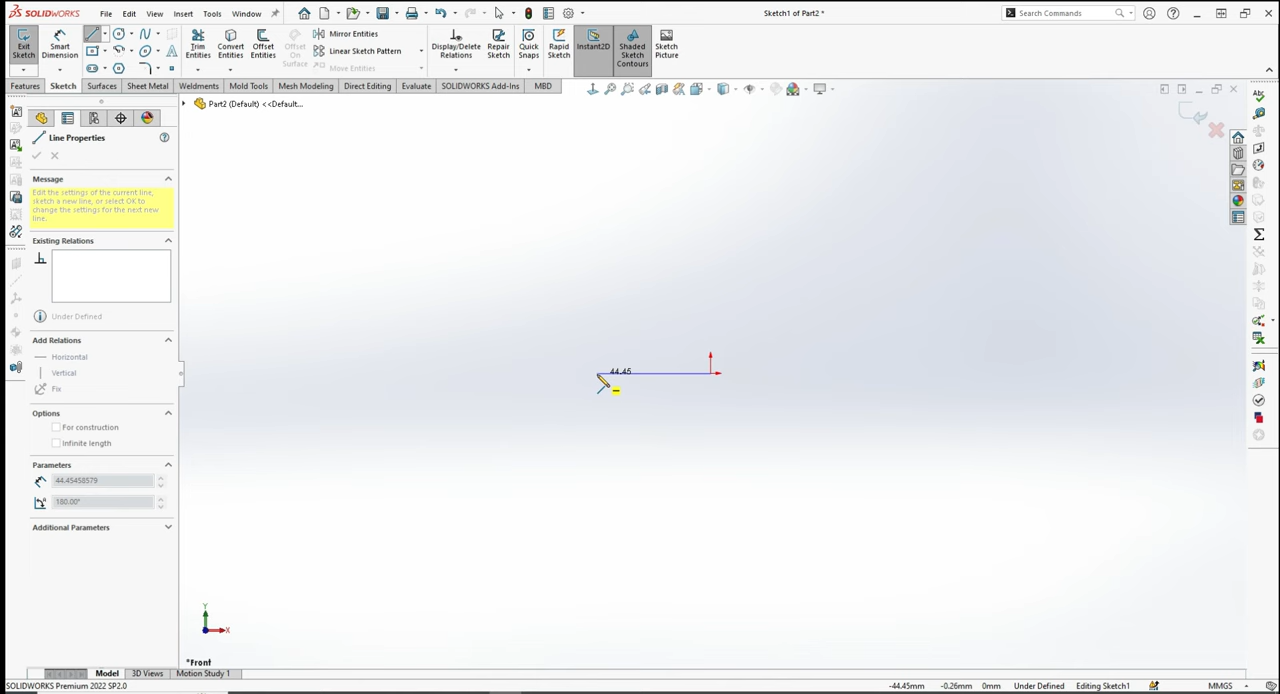 SOLIDWORKS File Edit View Insert Tools Window
Sketch1 of Part2 *
Search Commands
Exit Sketch
Smart Dimension
Trim Entities
Convert Entities
Offset Entities
Offset On Surface
Mirror Entities
Linear Sketch Pattern
Move Entities
Display/Delete Relations
Repair Sketch
Quick Snaps
Rapid Sketch
Instant2D
Shaded Sketch Contours
Sketch Picture
Features Sketch Surfaces Sheet Metal Weldments Mold Tools Mesh Modeling Direct Editing Evaluate SOLIDWORKS Add-Ins MBD
Part2 (Default) <<Default...
Line Properties
Message
Edit the settings of the current line,
sketch a new line, or select OK to
change the settings for the next new
line.
Existing Relations
Under Defined
Add Relations
Horizontal
Vertical
Fix
Options
For construction
Infinite length
Parameters
44.45458579
180.00°
Additional Parameters
44.45
Y
X
*Front
Model 3D Views Motion Study 1
SOLIDWORKS Premium 2022 SP2.0
-44.45mm -0.26mm 0mm Under Defined Editing Sketch1 MMGS